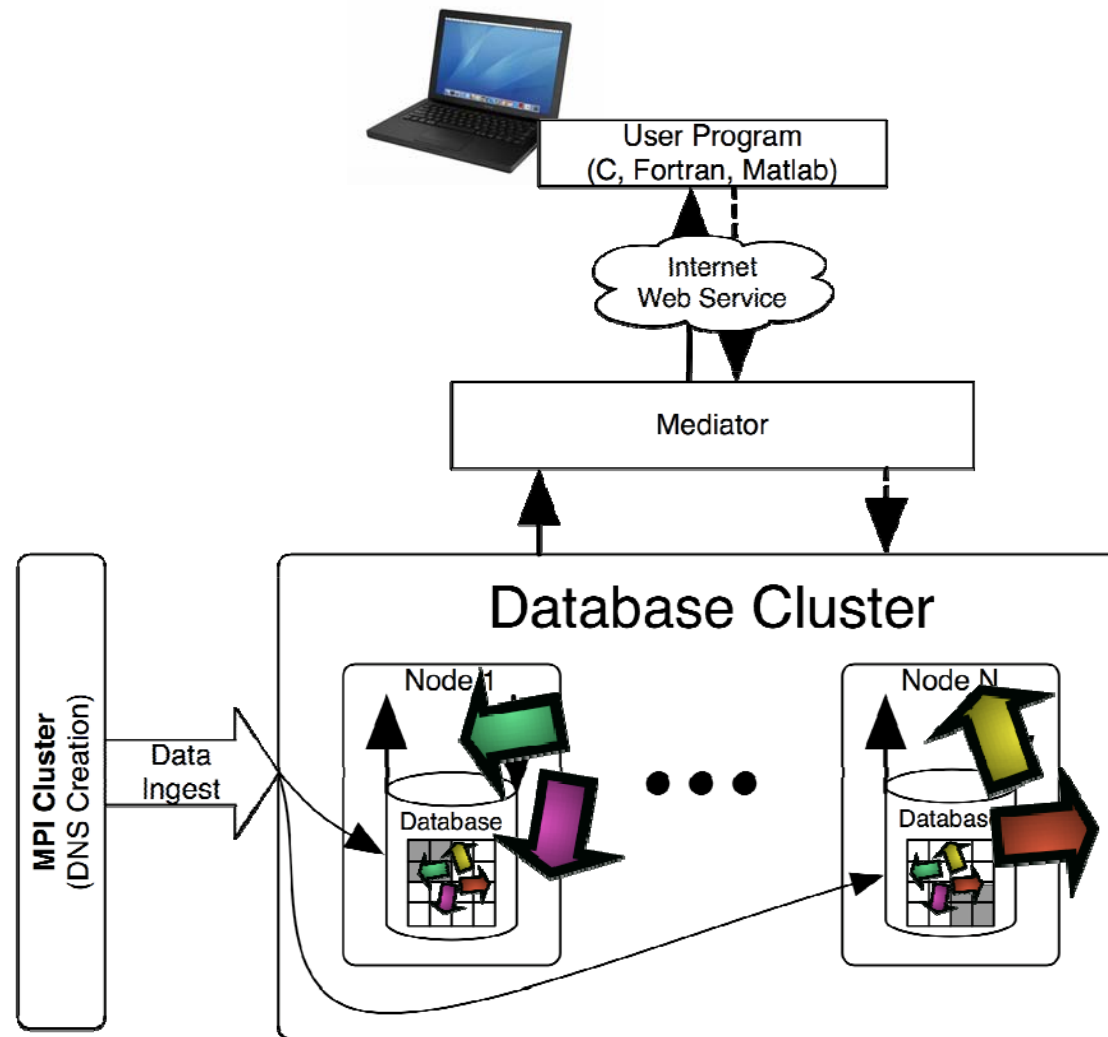 User Program
(C, Fortran, Matlab)
Internet
Web Service
Mediator
MPI Cluster
(DNS Creation)
Data
Ingest
Database Cluster
Node 1
Database
Node N
Database